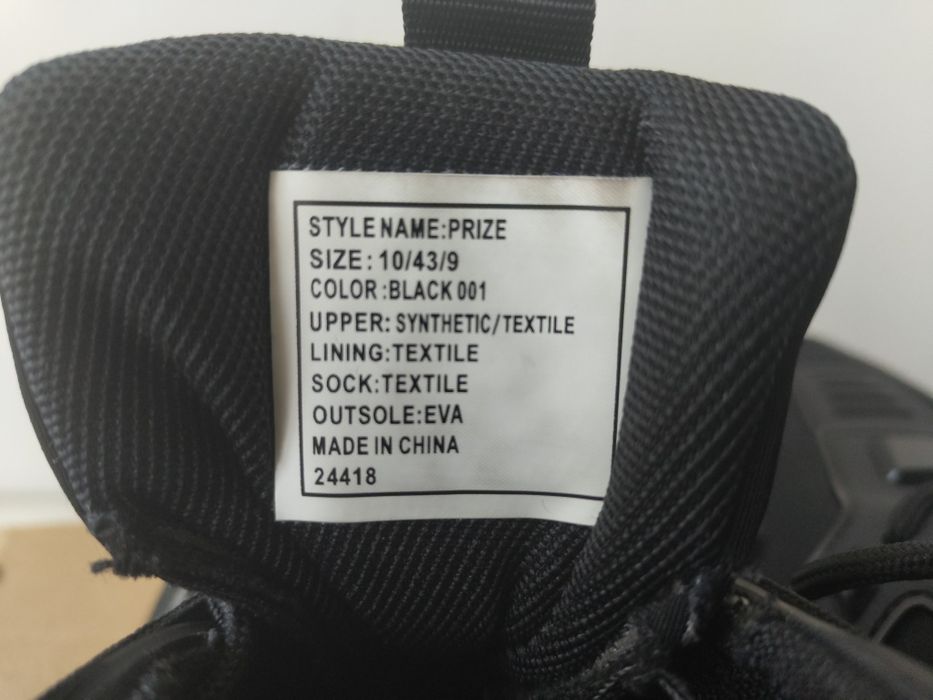 STYLE NAME:PRIZE
SIZE: 10/43/9
COLOR:BLACK 001
UPPER: SYNTHETIC/TEXTILE
LINING:TEXTILE
SOCK:TEXTILE
OUTSOLE:EVA
MADE IN CHINA
24418